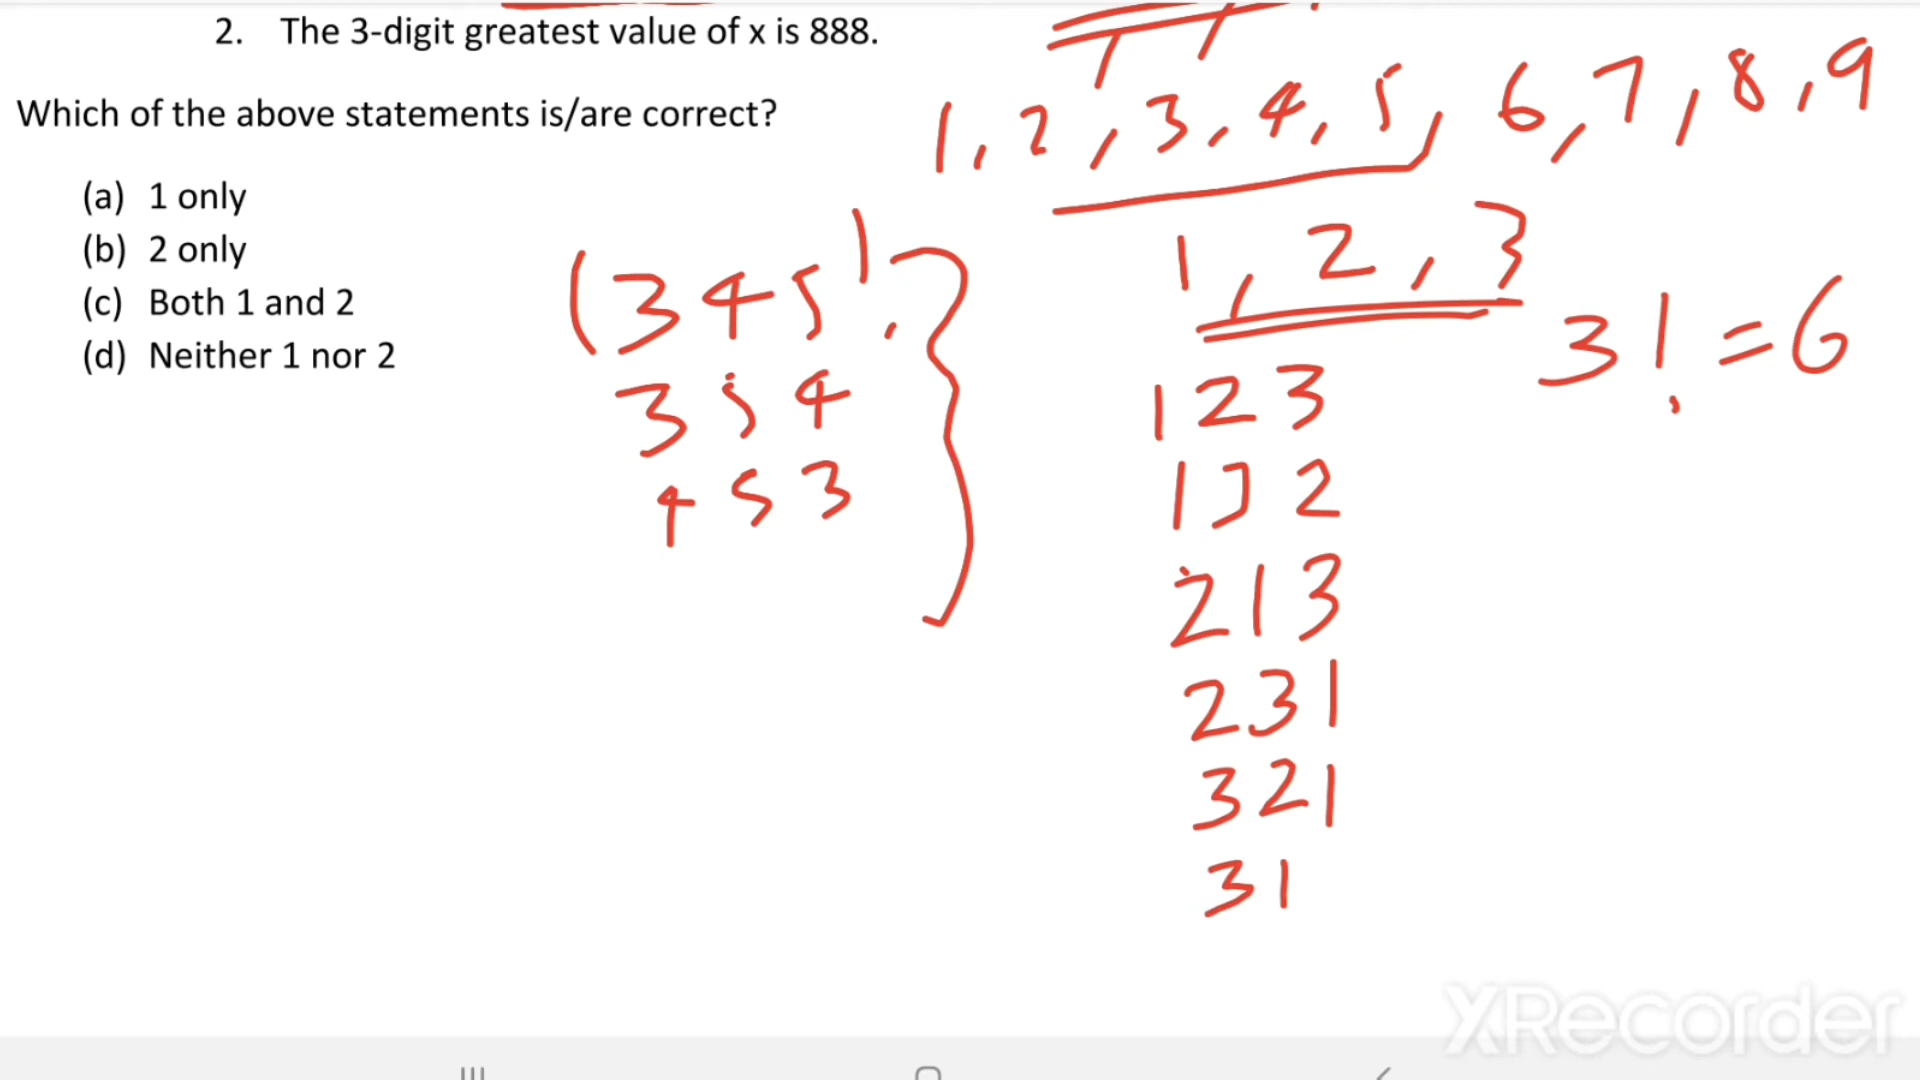 2. The 3-digit greatest value of x is 888.
Which of the above statements is/are correct?
(a) 1 only
(b) 2 only
(c) Both 1 and 2
(d) Neither 1 nor 2
1, 2, 3, 4, 5, 6, 7, 8, 9
1, 2, 3
3! = 6
(345)
354
453
123
132
213
231
321
31
XRecorder